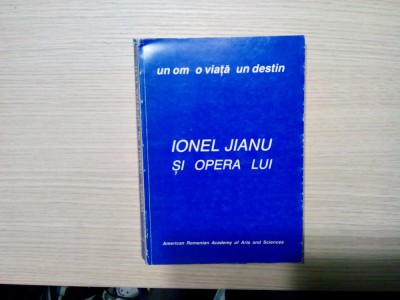 un om o viață un destin
IONEL JIANU
ȘI OPERA LUI
American Romanian Academy of Arts and Sciences